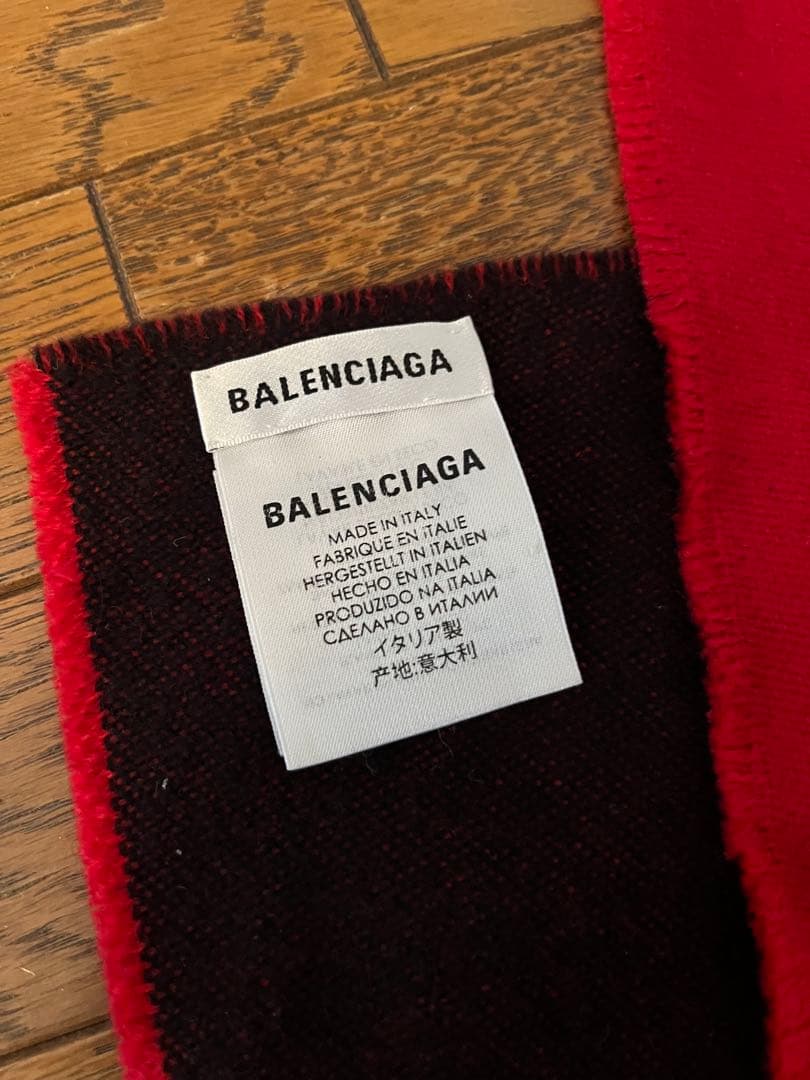 BALENCIAGA
BALENCIAGA
MADE IN ITALY
FABRIQUE EN ITALIE
HERGESTELLT IN ITALIEN
HECHO EN ITALIA
PRODUZIDO NA ITALIA
СДЕЛАНО В ИТАЛИИ
イタリア製
产地:意大利